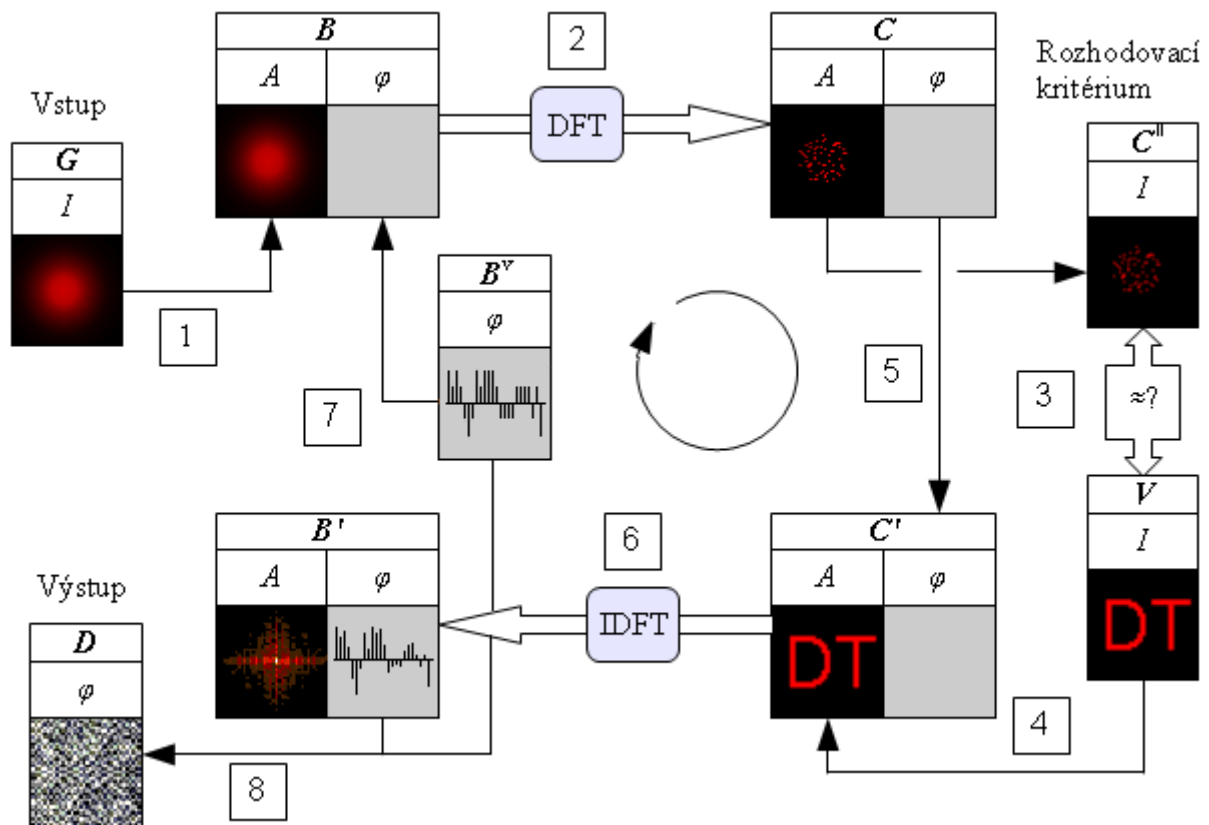 B
A φ
2
DFT
C
A φ
Rozhodovací
kritérium
C"
I
Vstup
G
I
1
B^v
φ
7
5
3
≈?
V
I
DT
B'
A φ
6
IDFT
C'
A φ
DT
4
Výstup
D
φ
8